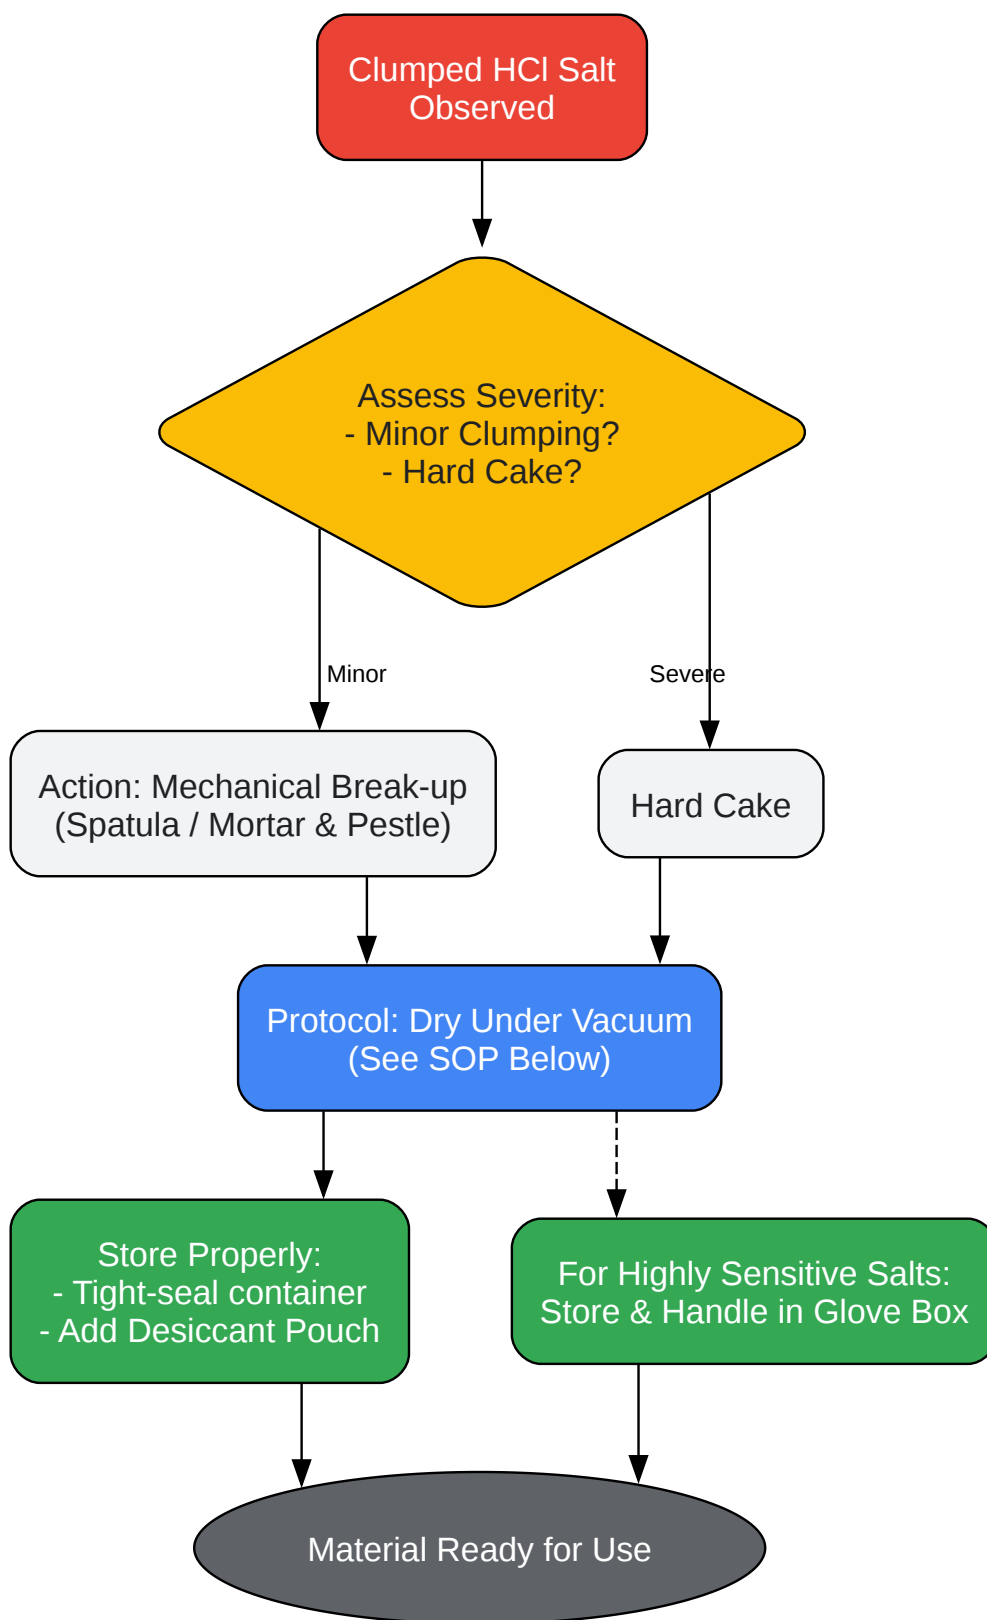 Clumped HCl Salt
Observed
Assess Severity:
- Minor Clumping?
- Hard Cake?
Minor
Severe
Action: Mechanical Break-up
(Spatula / Mortar & Pestle)
Hard Cake
Protocol: Dry Under Vacuum
(See SOP Below)
Store Properly:
- Tight-seal container
- Add Desiccant Pouch
For Highly Sensitive Salts:
Store & Handle in Glove Box
Material Ready for Use